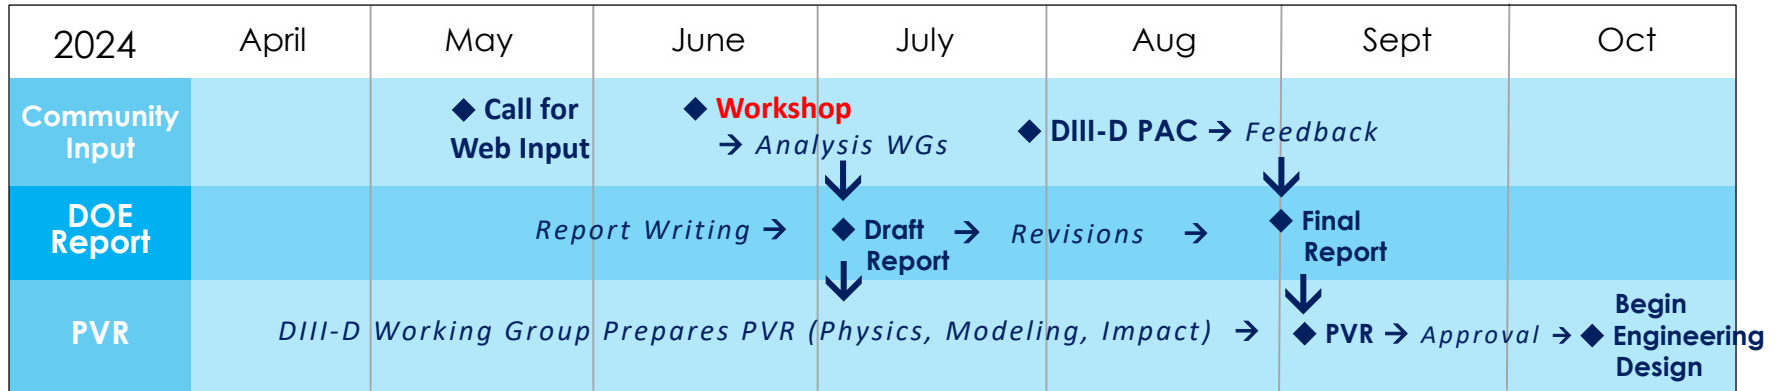 2024 April May June July Aug Sept Oct
Community
Input
◆ Call for
Web Input
◆ Workshop
→ Analysis WGs
◆ DIII-D PAC → Feedback
DOE
Report
Report Writing →
◆ Draft
Report
→ Revisions →
◆ Final
Report
PVR
DIII-D Working Group Prepares PVR (Physics, Modeling, Impact) →
◆ PVR → Approval →
◆ Begin
Engineering
Design